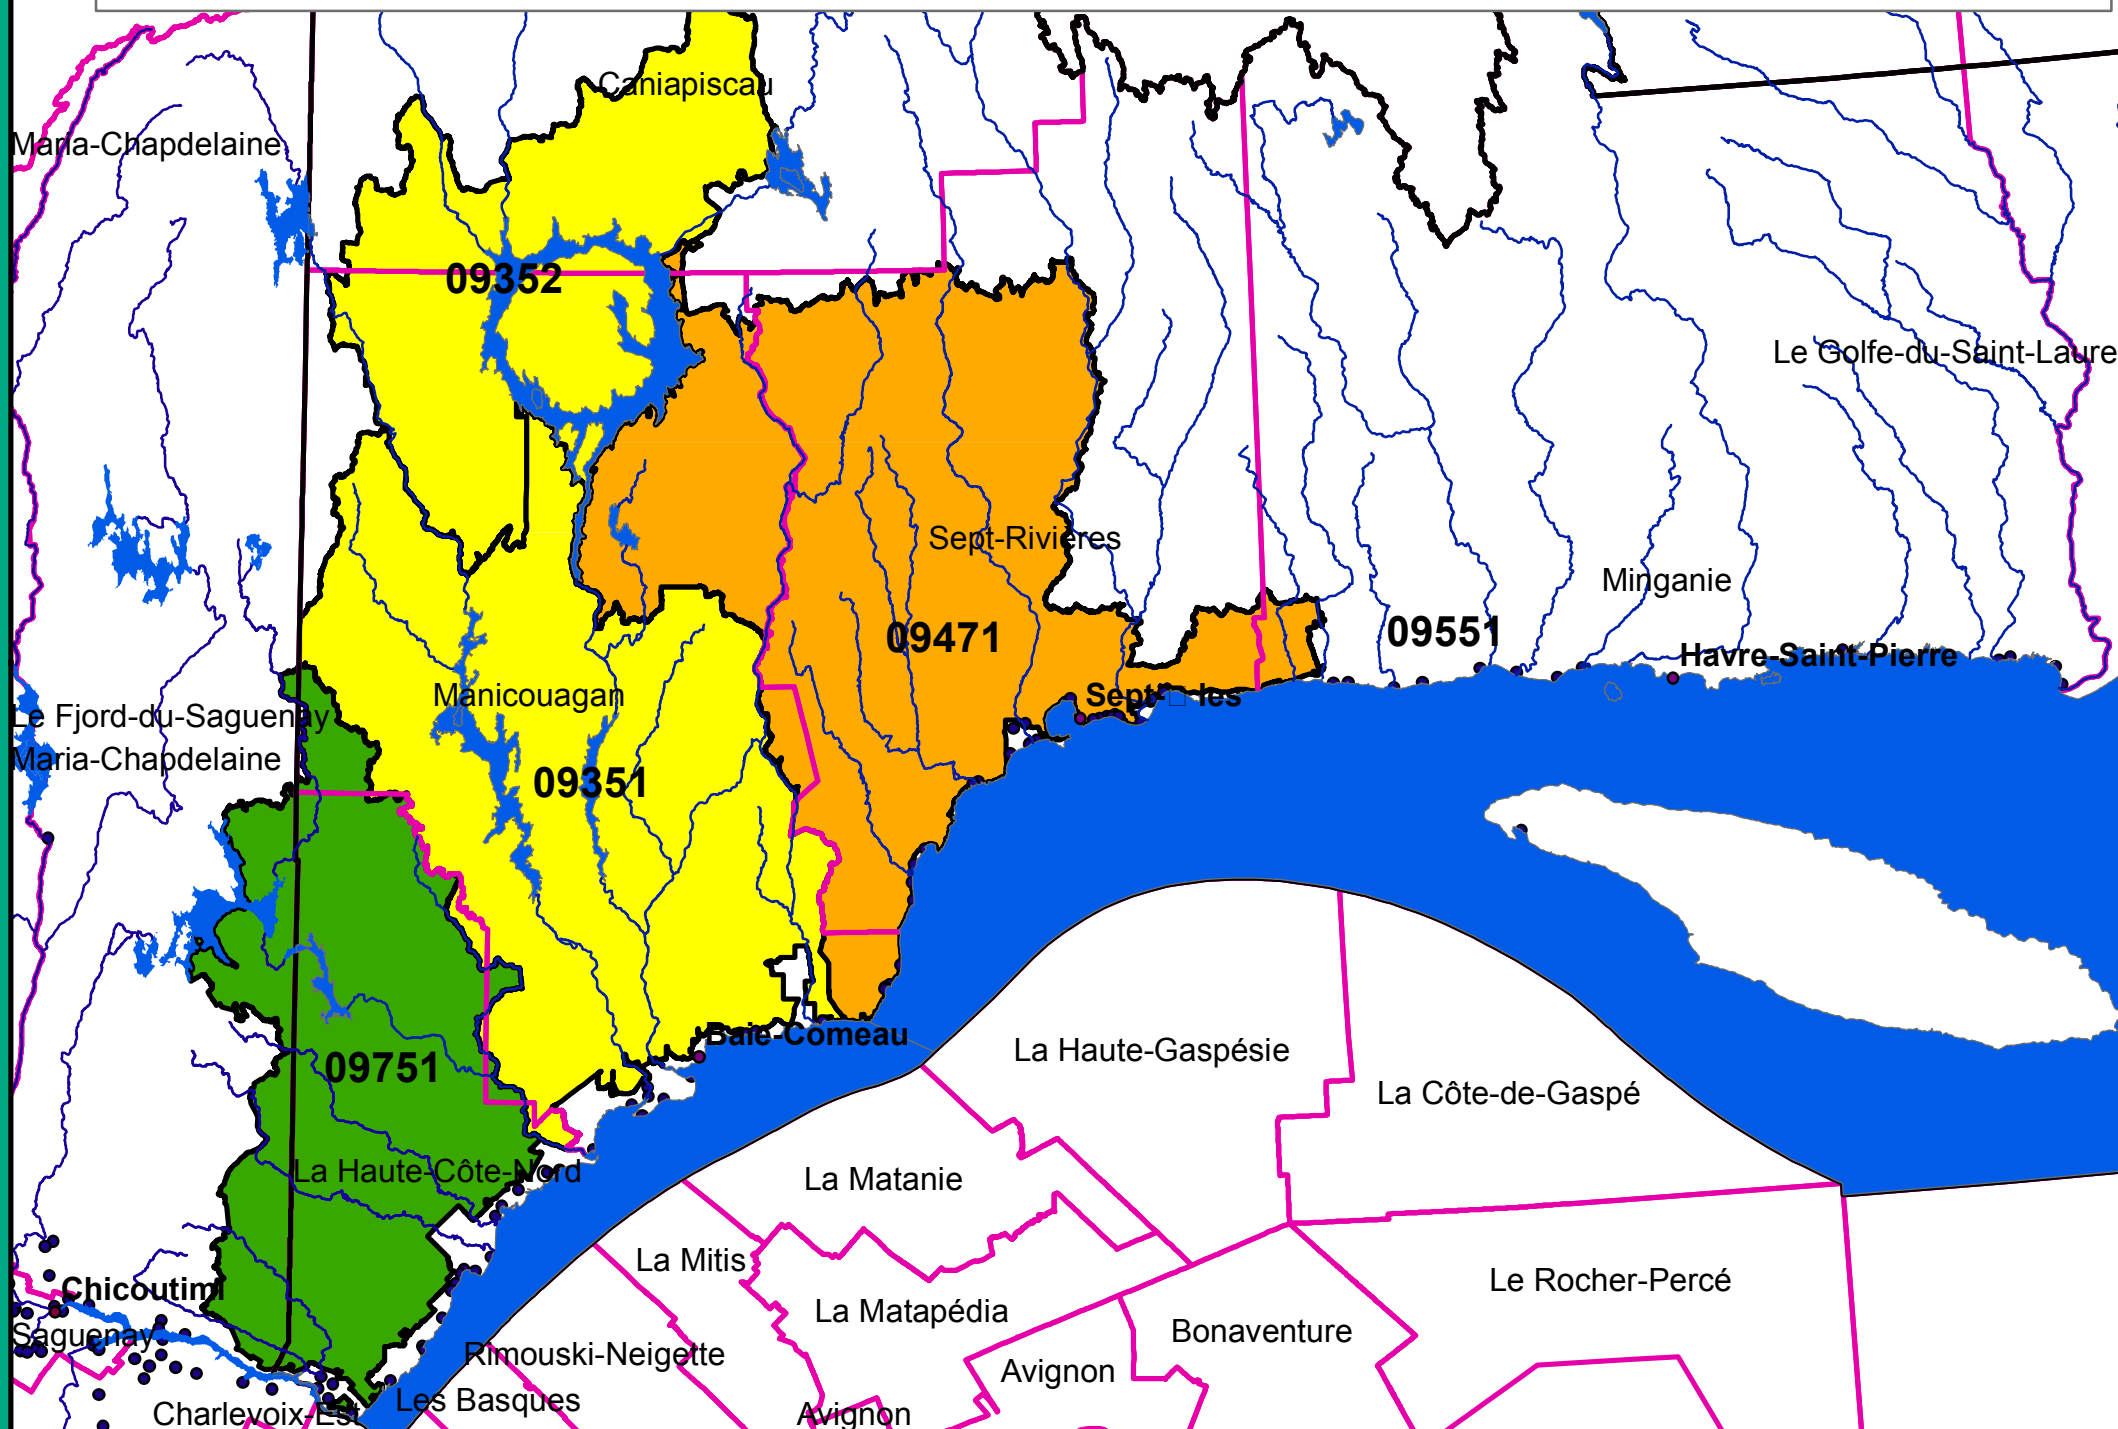 Caniapiscau
Maria-Chapdelaine
09352
Le Golfe-du-Saint-Laure
Sept-Rivières
Minganie
09471
09551
Havre-Saint-Pierre
Manicouagan
Sept-□les
Le Fjord-du-Saguenay
Maria-Chapdelaine
09351
Baie-Comeau
La Haute-Gaspésie
09751
La Côte-de-Gaspé
La Haute-Côte-Nord
La Matanie
La Mitis
Chicoutimi
Le Rocher-Percé
La Matapédia
Saguenay
Bonaventure
Rimouski-Neigette
Avignon
Les Basques
Charlevoix-Est
Avignon